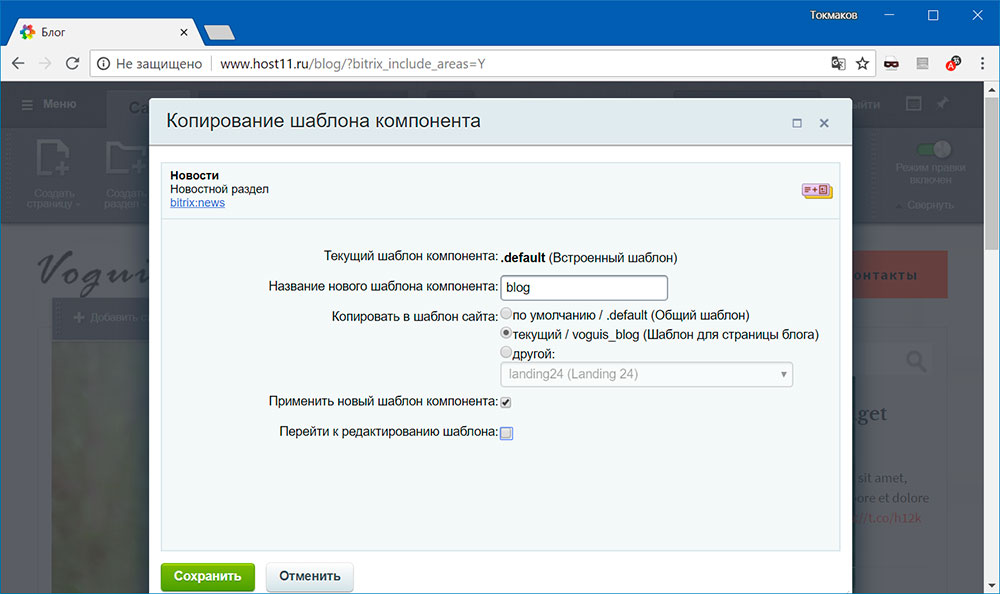 Токмаков
Блог
Не защищено
www.host11.ru/blog/?bitrix_include_areas=Y
Меню
Са
йти
Копирование шаблона компонента
Создать страницу
Создать раздел
Режим правки включен
Свернуть
Новости
Новостной раздел
bitrix:news
Текущий шаблон компонента: .default (Встроенный шаблон)
Название нового шаблона компонента: blog
Копировать в шаблон сайта: по умолчанию / .default (Общий шаблон)
текущий / voguis_blog (Шаблон для страницы блога)
другой:
landing24 (Landing 24)
Применить новый шаблон компонента:
Перейти к редактированию шаблона:
Сохранить
Отменить
Vogui
онтакты
Добавить с
get
sit amet,
ore et dolore
://t.co/h12k